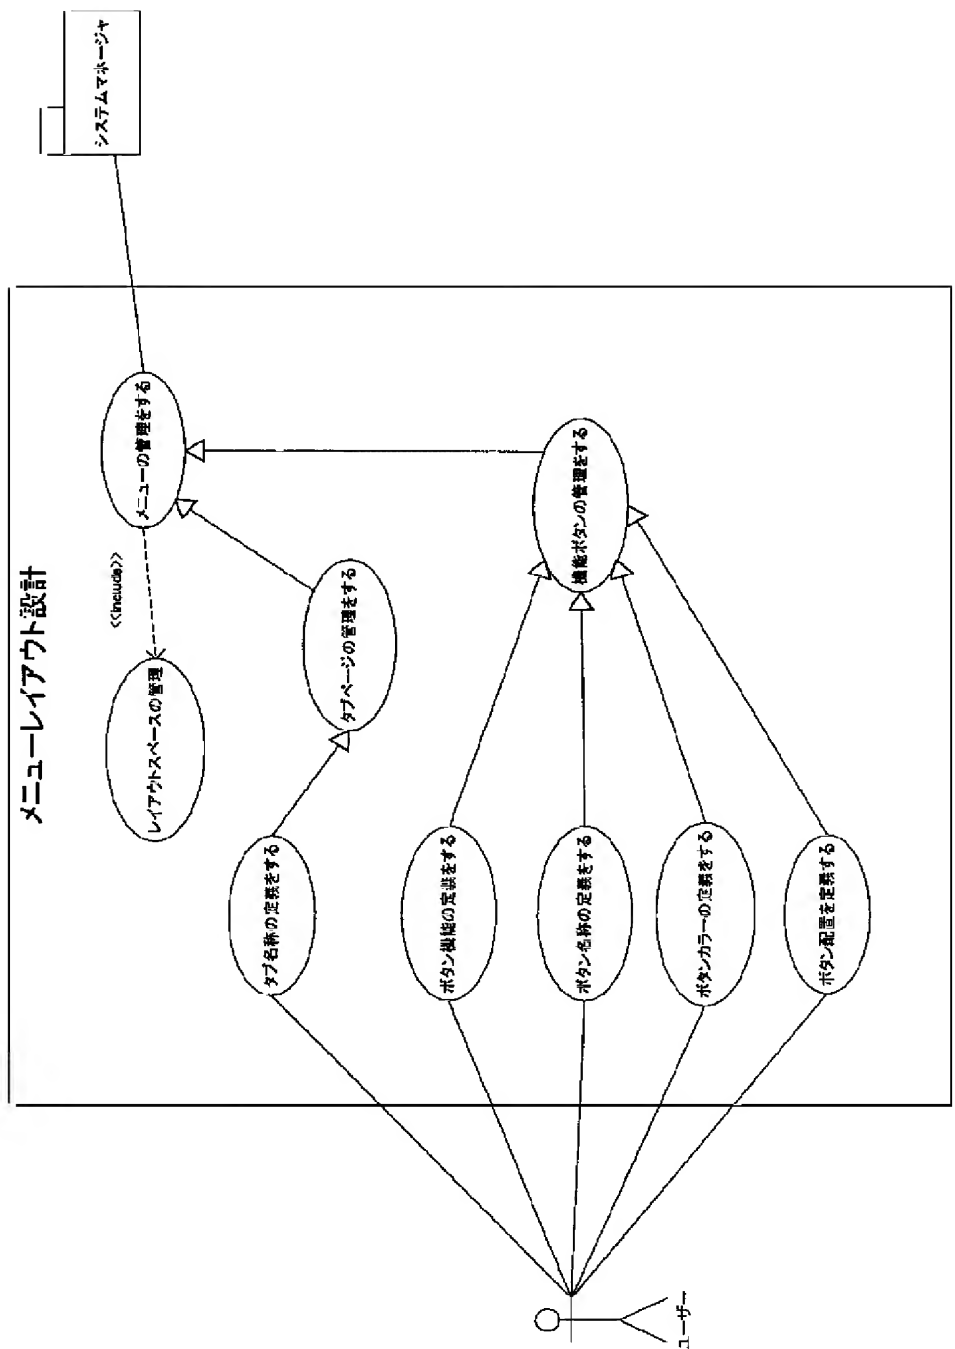 メニューレイアウト設計
システムマネージャ
メニューの管理をする
<<include>>
レイアウトスペースの管理
タブページの管理をする
機能ボタンの管理をする
タブ名称の定義をする
ボタン機能の定義をする
ボタン名称の定義をする
ボタンカラーの定義をする
ボタン配置を定義する
ユーザー